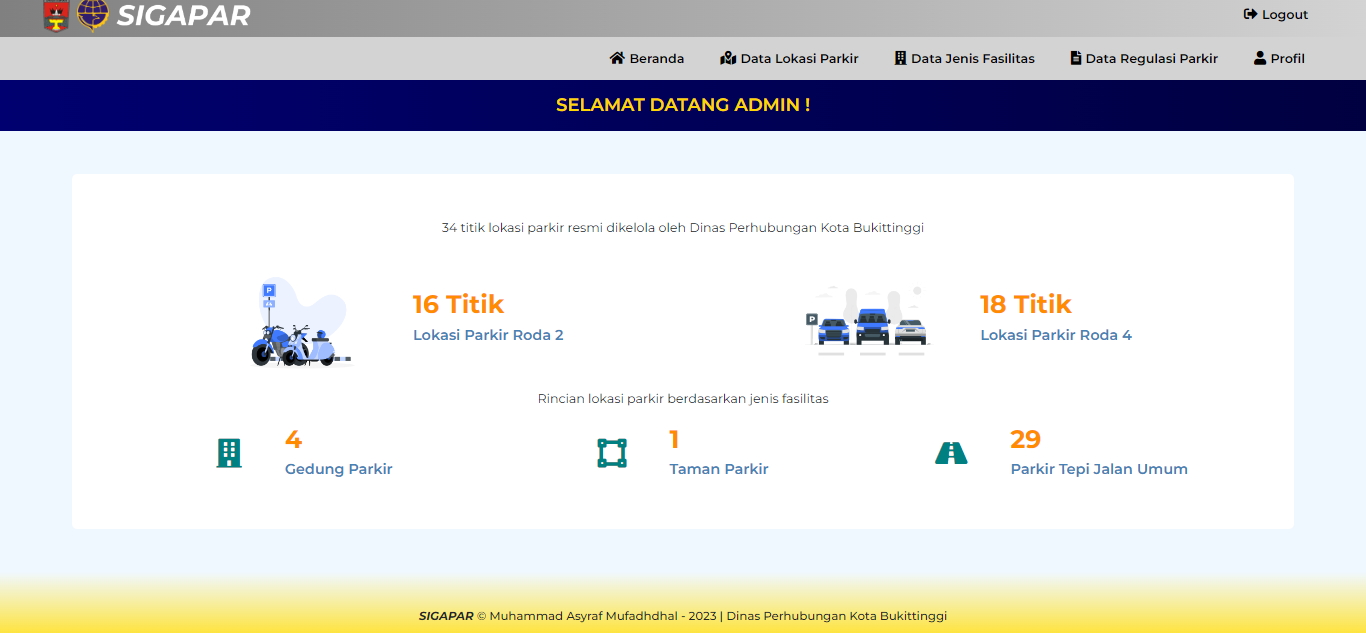 SIGAPAR
Logout
Beranda Data Lokasi Parkir Data Jenis Fasilitas Data Regulasi Parkir Profil
SELAMAT DATANG ADMIN !
34 titik lokasi parkir resmi dikelola oleh Dinas Perhubungan Kota Bukittinggi
P
16 Titik
Lokasi Parkir Roda 2
P
18 Titik
Lokasi Parkir Roda 4
Rincian lokasi parkir berdasarkan jenis fasilitas
4
Gedung Parkir
1
Taman Parkir
29
Parkir Tepi Jalan Umum
SIGAPAR © Muhammad Asyraf Mufadhdhal - 2023 | Dinas Perhubungan Kota Bukittinggi